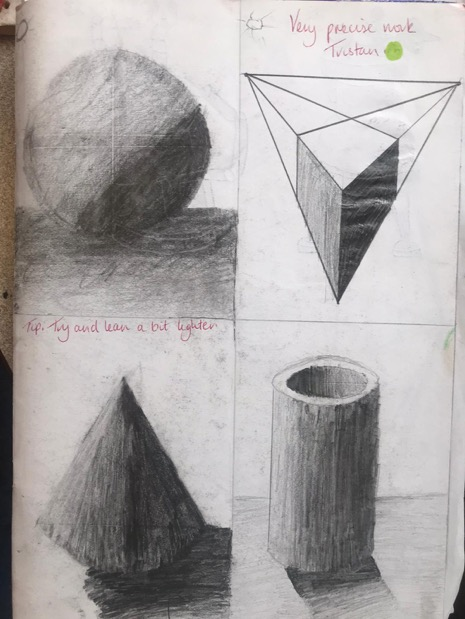 Very precise work
Tristan
Tip: Try and lean a bit lighter